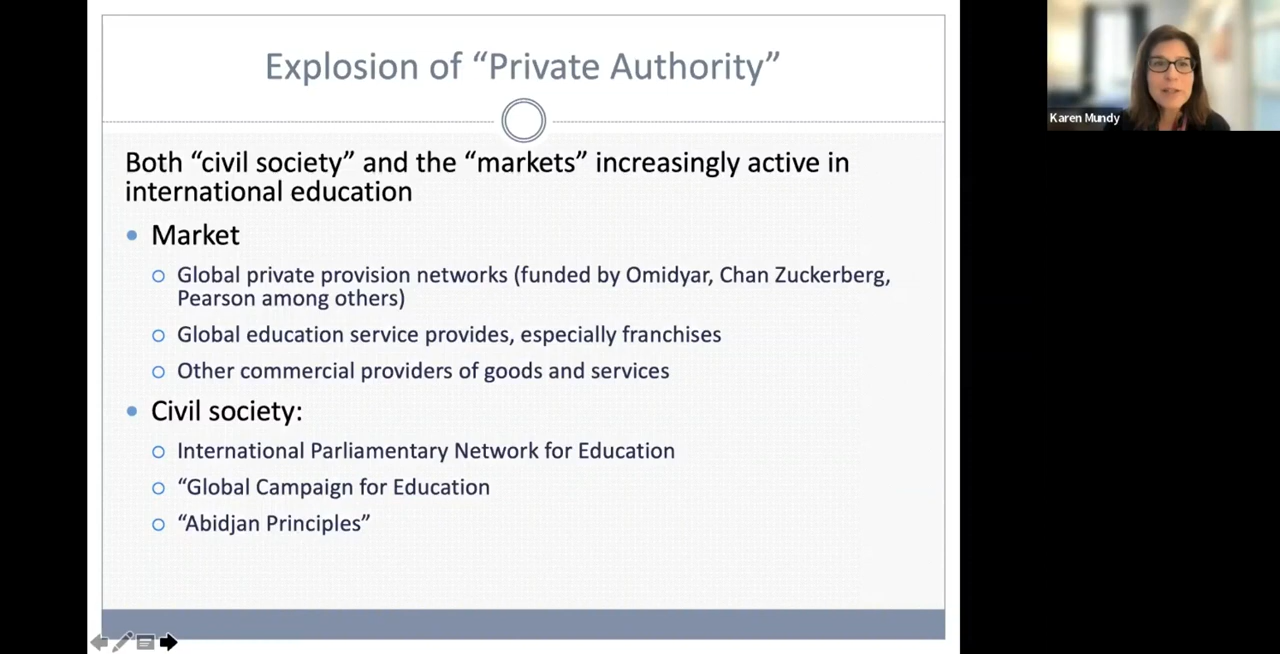 Explosion of “Private Authority”
Karen Mundy
Both “civil society” and the “markets” increasingly active in
international education
Market
Global private provision networks (funded by Omidyar, Chan Zuckerberg,
Pearson among others)
Global education service provides, especially franchises
Other commercial providers of goods and services
Civil society:
International Parliamentary Network for Education
“Global Campaign for Education
“Abidjan Principles”